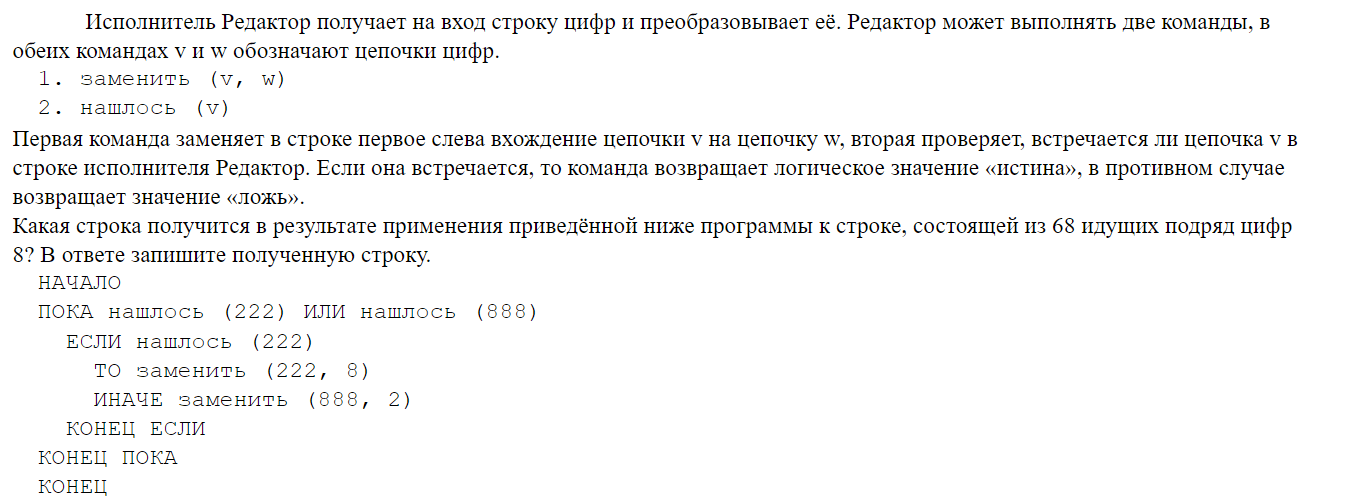 Исполнитель Редактор получает на вход строку цифр и преобразовывает её. Редактор может выполнять две команды, в
обеих командах v и w обозначают цепочки цифр.
1. заменить (v, w)
2. нашлось (v)
Первая команда заменяет в строке первое слева вхождение цепочки v на цепочку w, вторая проверяет, встречается ли цепочка v в
строке исполнителя Редактор. Если она встречается, то команда возвращает логическое значение «истина», в противном случае
возвращает значение «ложь».
Какая строка получится в результате применения приведённой ниже программы к строке, состоящей из 68 идущих подряд цифр
8? В ответе запишите полученную строку.
НАЧАЛО
ПОКА нашлось (222) ИЛИ нашлось (888)
ЕСЛИ нашлось (222)
ТО заменить (222, 8)
ИНАЧЕ заменить (888, 2)
КОНЕЦ ЕСЛИ
КОНЕЦ ПОКА
КОНЕЦ